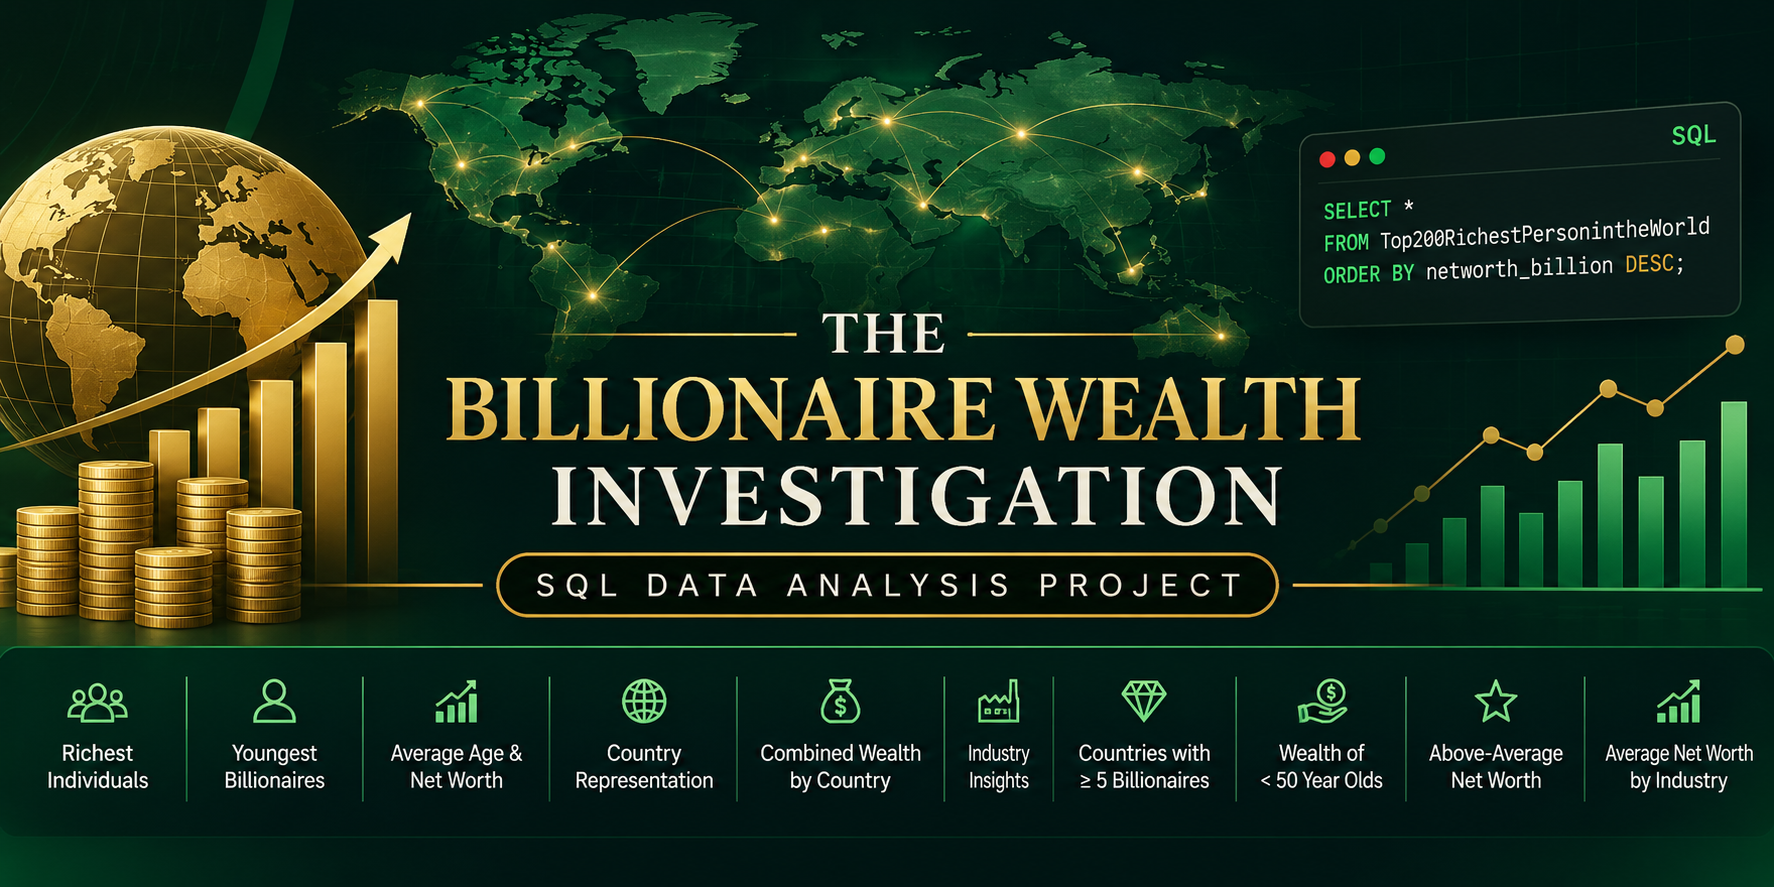 SQL
SELECT *
FROM Top200RichestPersonintheWorld
ORDER BY networth_billion DESC;
THE
BILLIONAIRE WEALTH
INVESTIGATION
SQL DATA ANALYSIS PROJECT
Richest
Individuals
Youngest
Billionaires
Average Age &
Net Worth
Country
Representation
$
Combined Wealth
by Country
Industry
Insights
Countries with
≥ 5 Billionaires
$
Wealth of
< 50 Year Olds
Above-Average
Net Worth
Average Net Worth
by Industry